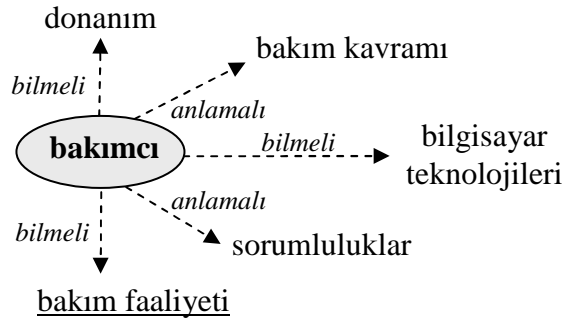 donanım
bakım kavramı
bilmeli
anlamalı
bakımcı
bilmeli
bilgisayar
teknolojileri
anlamalı
bilmeli
sorumluluklar
bakım faaliyeti